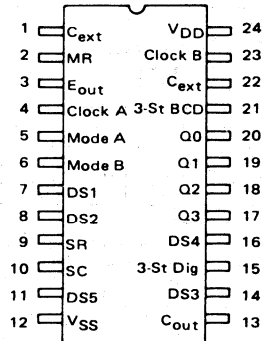 1 Cext VDD 24
2 MR Clock B 23
3 Eout Cext 22
4 Clock A 3-St BCD 21
5 Mode A Q0 20
6 Mode B Q1 19
7 DS1 Q2 18
8 DS2 Q3 17
9 SR DS4 16
10 SC 3-St Dig 15
11 DS5 DS3 14
12 VSS Cout 13